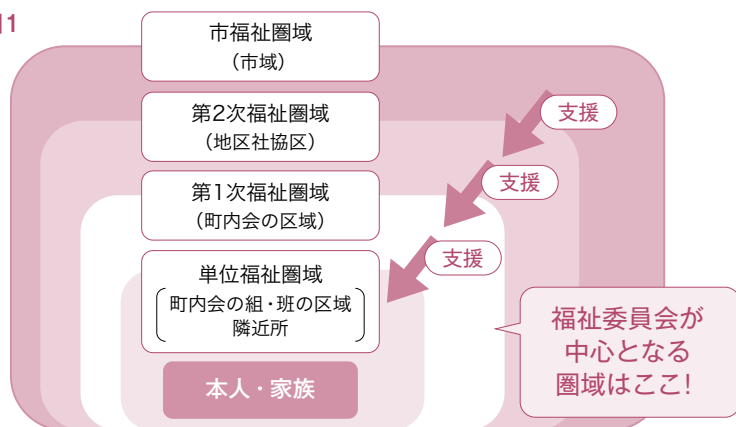 図1
市福祉圏域
（市域）
第2次福祉圏域
（地区社協区）
支援
第1次福祉圏域
（町内会の区域）
支援
単位福祉圏域
町内会の組・班の区域
隣近所
支援
本人・家族
福祉委員会が
中心となる
圏域はここ!